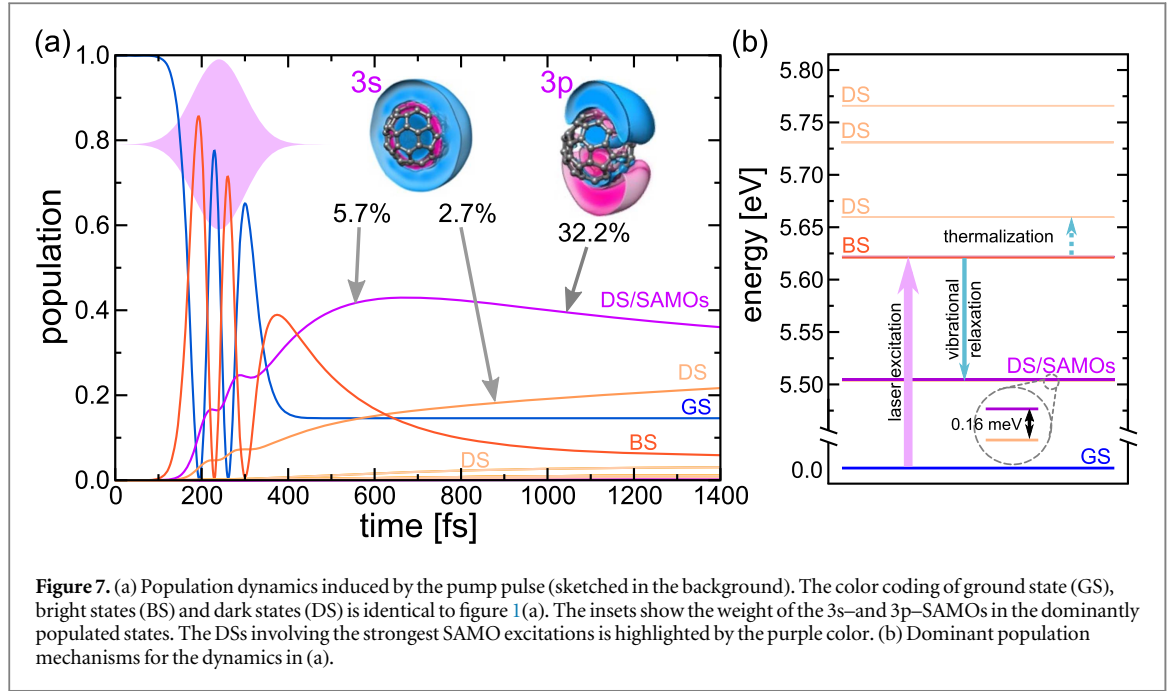 (a)
1.0
0.8
0.6
0.4
0.2
0.0
population
0
200
400
600
800
1000
1200
1400
time [fs]
3s
3p
5.7%
2.7%
32.2%
DS/SAMOs
DS
GS
BS
DS
(b)
5.80
5.75
5.70
5.65
5.60
5.55
5.50
0.0
energy [eV]
DS
DS
DS
BS
thermalization
laser excitation
vibrational
relaxation
DS/SAMOs
0.16 meV
GS
Figure 7. (a) Population dynamics induced by the pump pulse (sketched in the background). The color coding of ground state (GS),
bright states (BS) and dark states (DS) is identical to figure 1(a). The insets show the weight of the 3s–and 3p–SAMOs in the dominantly
populated states. The DSs involving the strongest SAMO excitations is highlighted by the purple color. (b) Dominant population
mechanisms for the dynamics in (a).